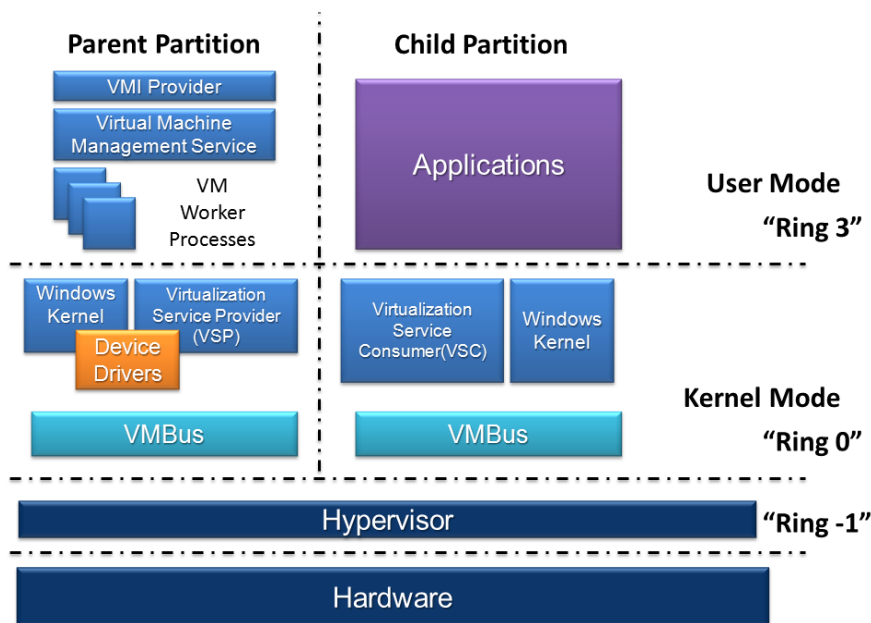 Parent Partition
Child Partition
VMI Provider
Virtual Machine
Management Service
VM
Worker
Processes
Applications
User Mode
“Ring 3”
Windows
Kernel
Virtualization
Service Provider
(VSP)
Device
Drivers
VMBus
Virtualization
Service
Consumer(VSC)
Windows
Kernel
VMBus
Kernel Mode
“Ring 0”
Hypervisor
“Ring -1”
Hardware